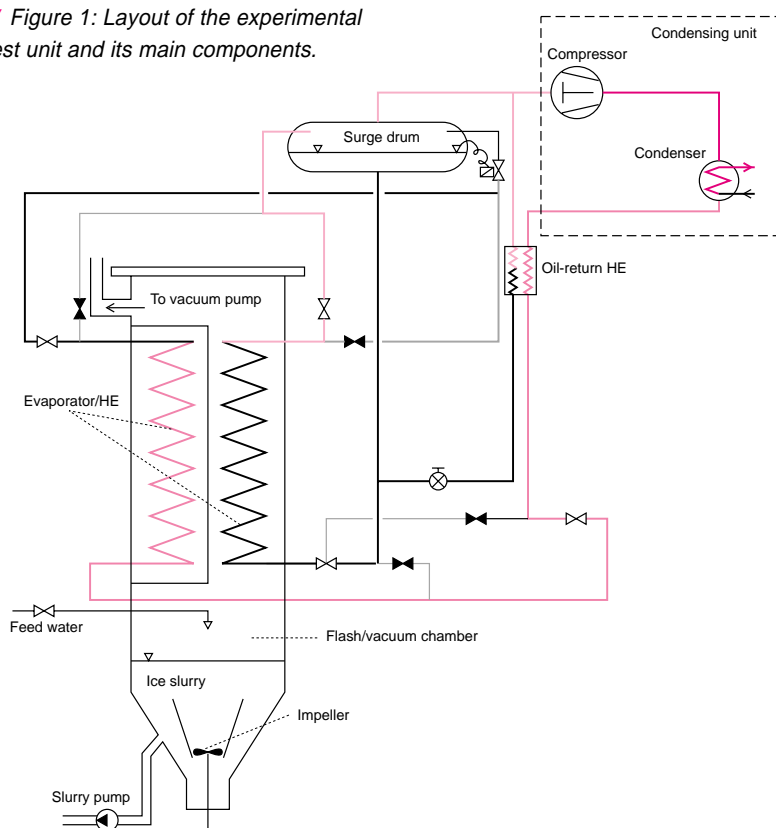 Figure 1: Layout of the experimental
est unit and its main components.
Condensing unit
Compressor
Surge drum
Condenser
Oil-return HE
To vacuum pump
Evaporator/HE
Feed water
Flash/vacuum chamber
Ice slurry
Impeller
Slurry pump